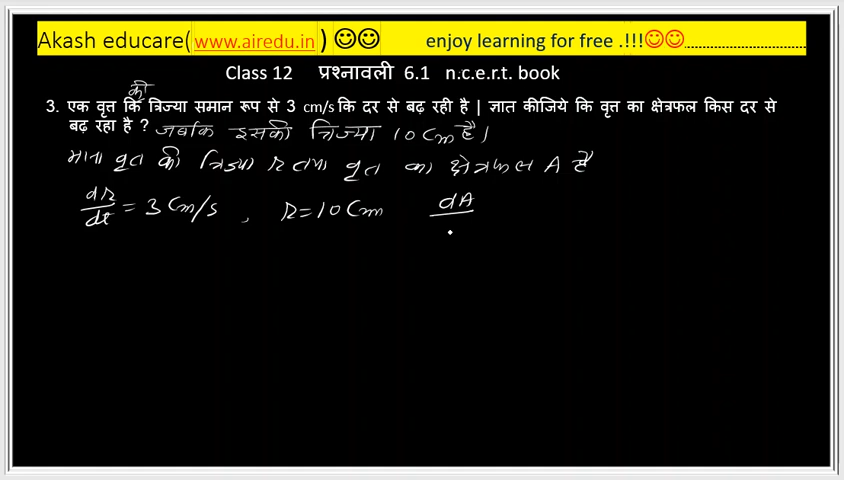 Akash educare( www.airedu.in ) ☺☺ enjoy learning for free .!!!☺☺
Class 12 प्रश्नावली 6.1 n.c.e.r.t. book
की
3. एक वृत्त कि त्रिज्या समान रूप से 3 cm/s कि दर से बढ़ रही है | ज्ञात कीजिये कि वृत्त का क्षेत्रफल किस दर से
बढ़ रहा है ? जबकि इसकी त्रिज्या 10 Cm है।
माना वृत की त्रिज्या r तथा वृत का क्षेत्रफल A है
dr/dt = 3 Cm/s , r = 10 Cm dA